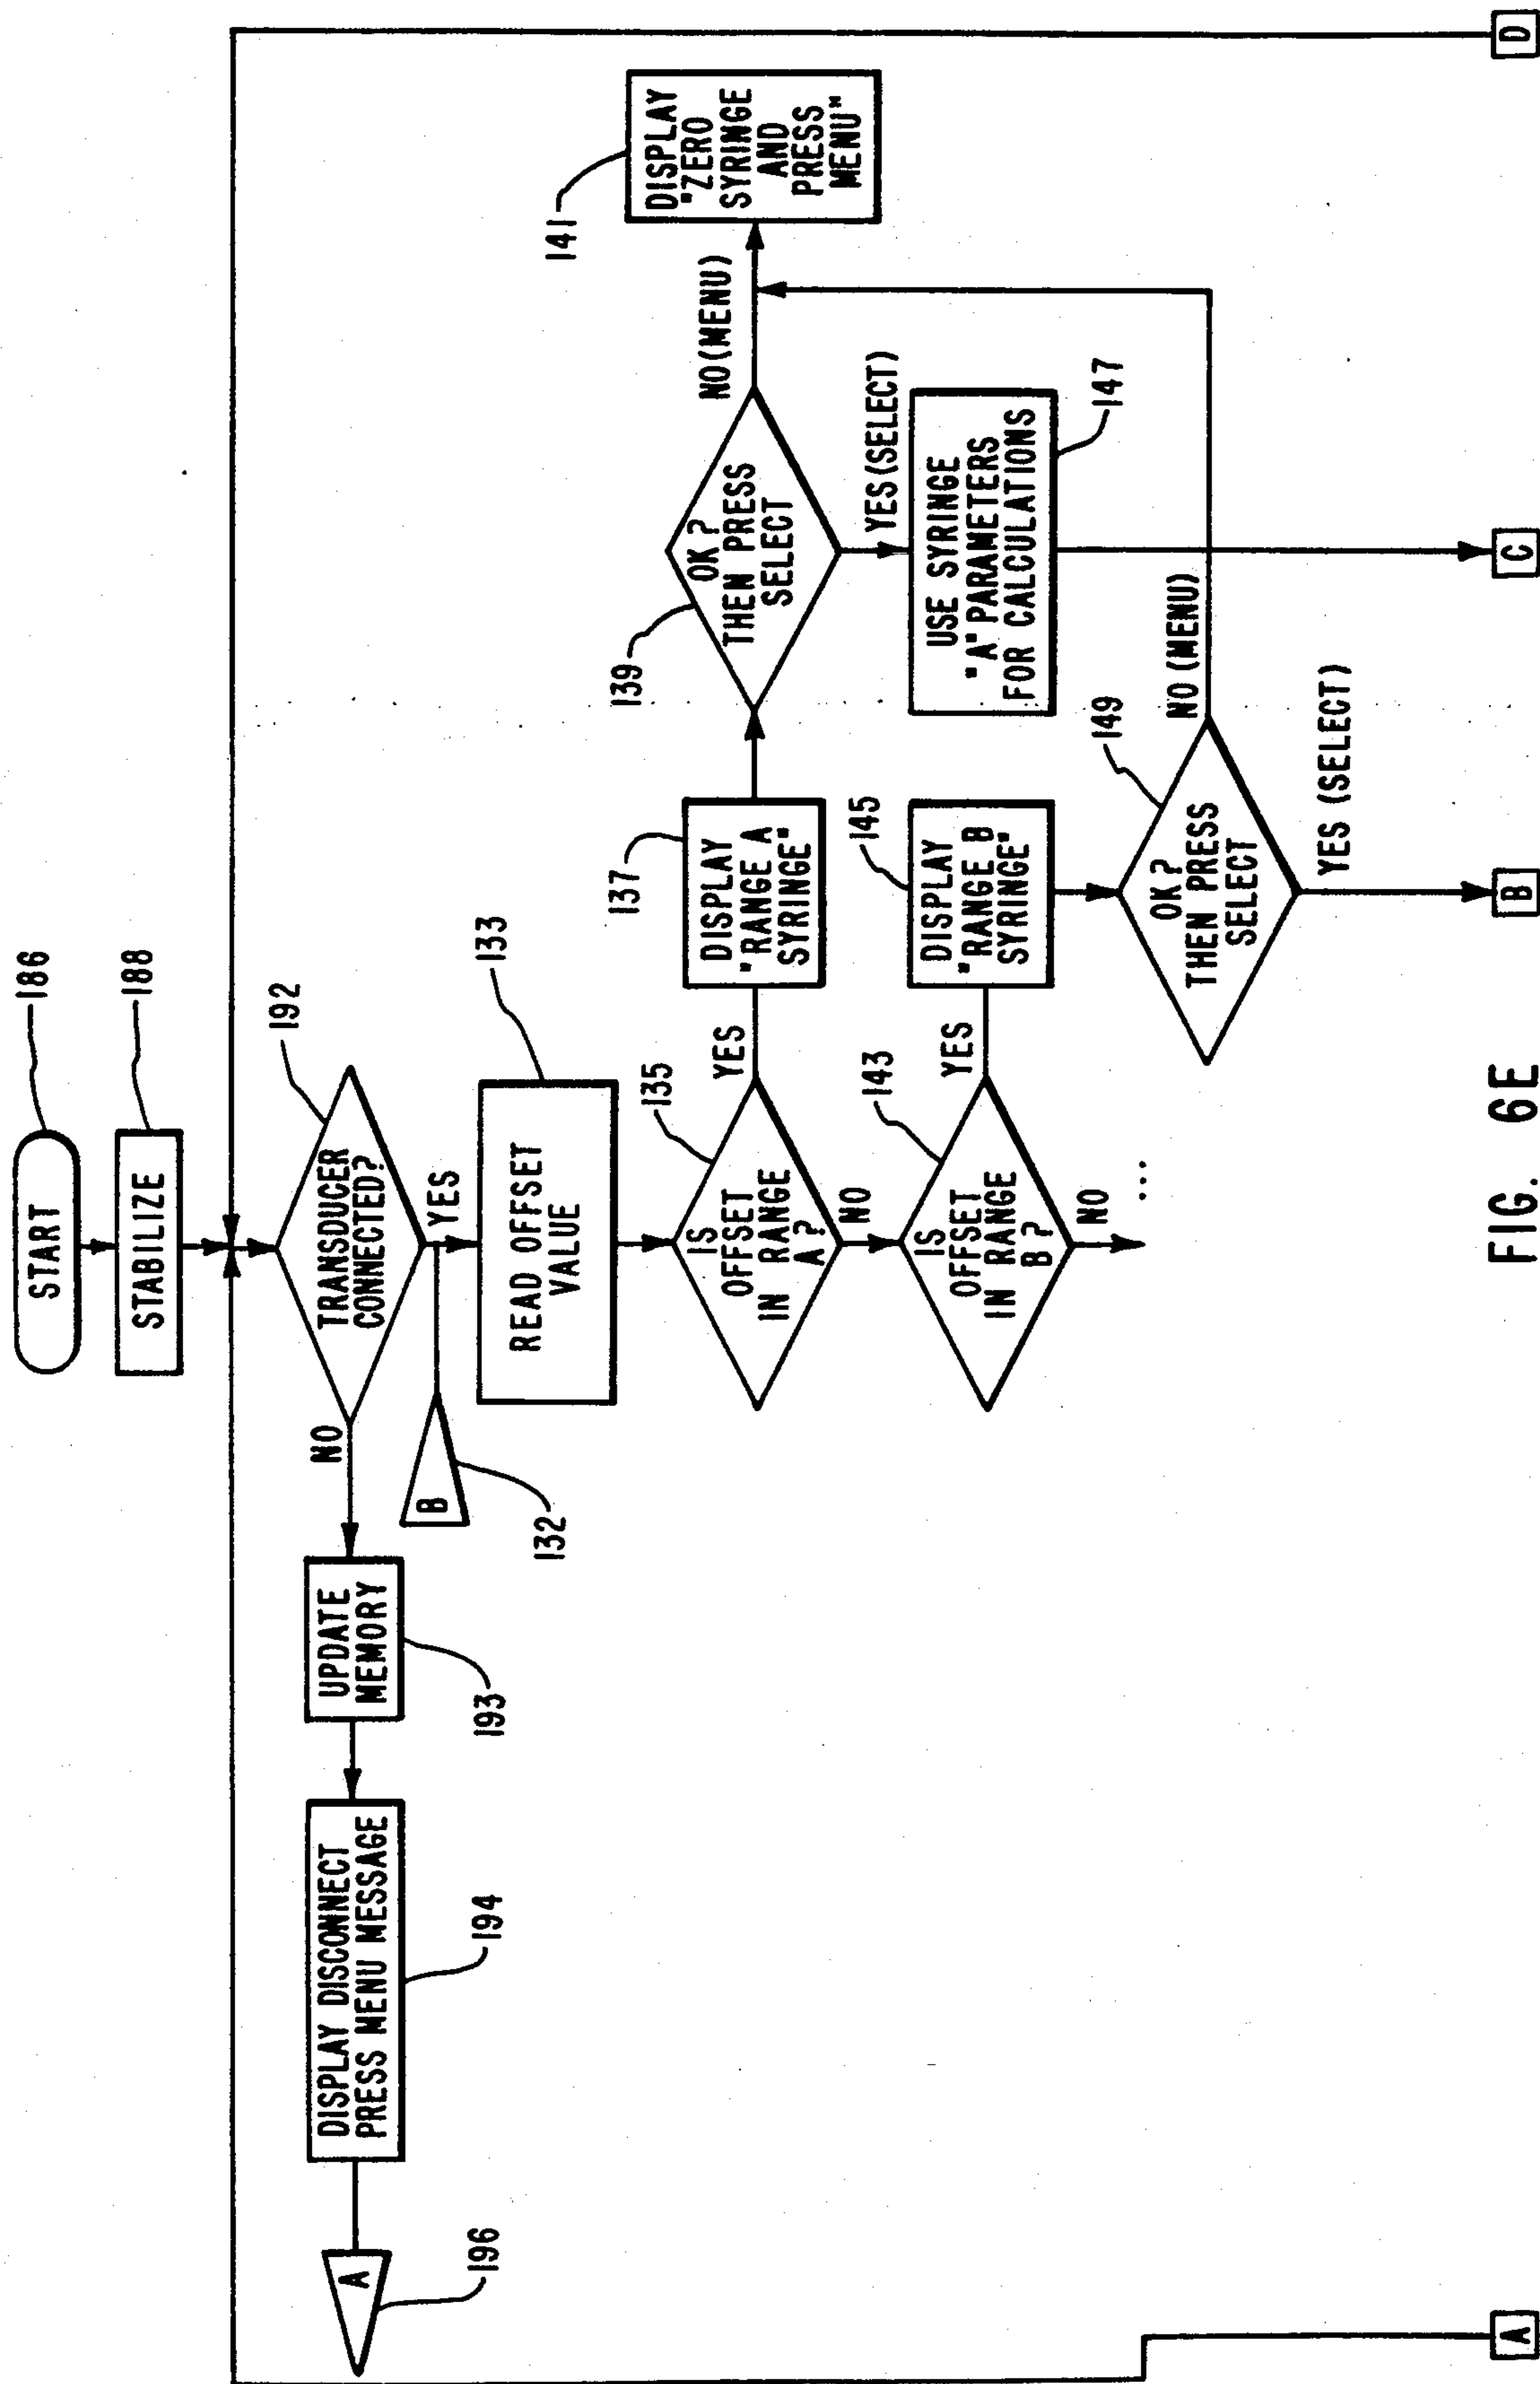 START
186
STABILIZE
188
TRANSDUCER
CONNECTED?
192
NO
YES
UPDATE
MEMORY
193
DISPLAY DISCONNECT
PRESS MENU MESSAGE
194
A
196
B
132
READ OFFSET
VALUE
133
IS
OFFSET
IN RANGE
A?
135
YES
NO
DISPLAY
"RANGE A
SYRINGE"
137
OK?
THEN PRESS
SELECT
139
NO(MENU)
DISPLAY
"ZERO
SYRINGE
AND
PRESS
MENU"
141
YES(SELECT)
USE SYRINGE
"A" PARAMETERS
FOR CALCULATIONS
147
IS
OFFSET
IN RANGE
B?
143
YES
NO
...
DISPLAY
"RANGE B
SYRINGE"
145
OK?
THEN PRESS
SELECT
149
NO (MENU)
YES (SELECT)
A
B
C
D
FIG. 6E